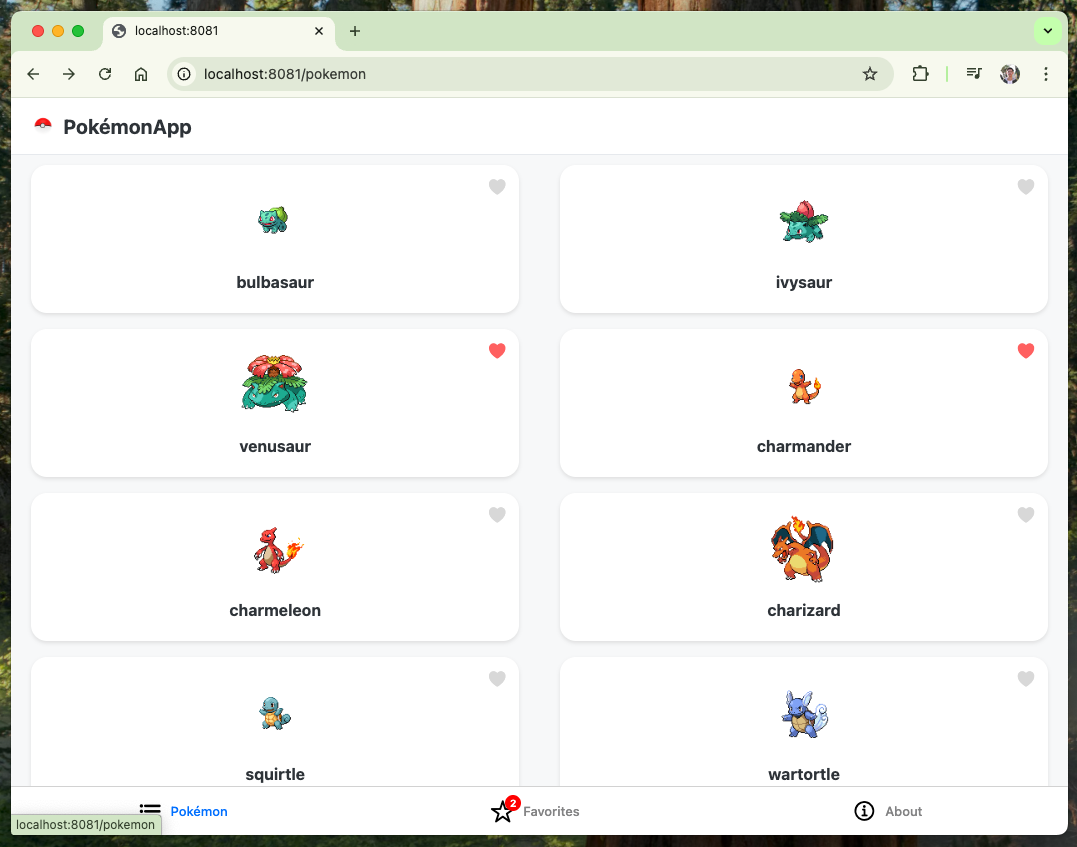 localhost:8081
localhost:8081/pokemon
PokémonApp
bulbasaur
ivysaur
venusaur
charmander
charmeleon
charizard
squirtle
wartortle
Pokémon
2
Favorites
About
localhost:8081/pokemon